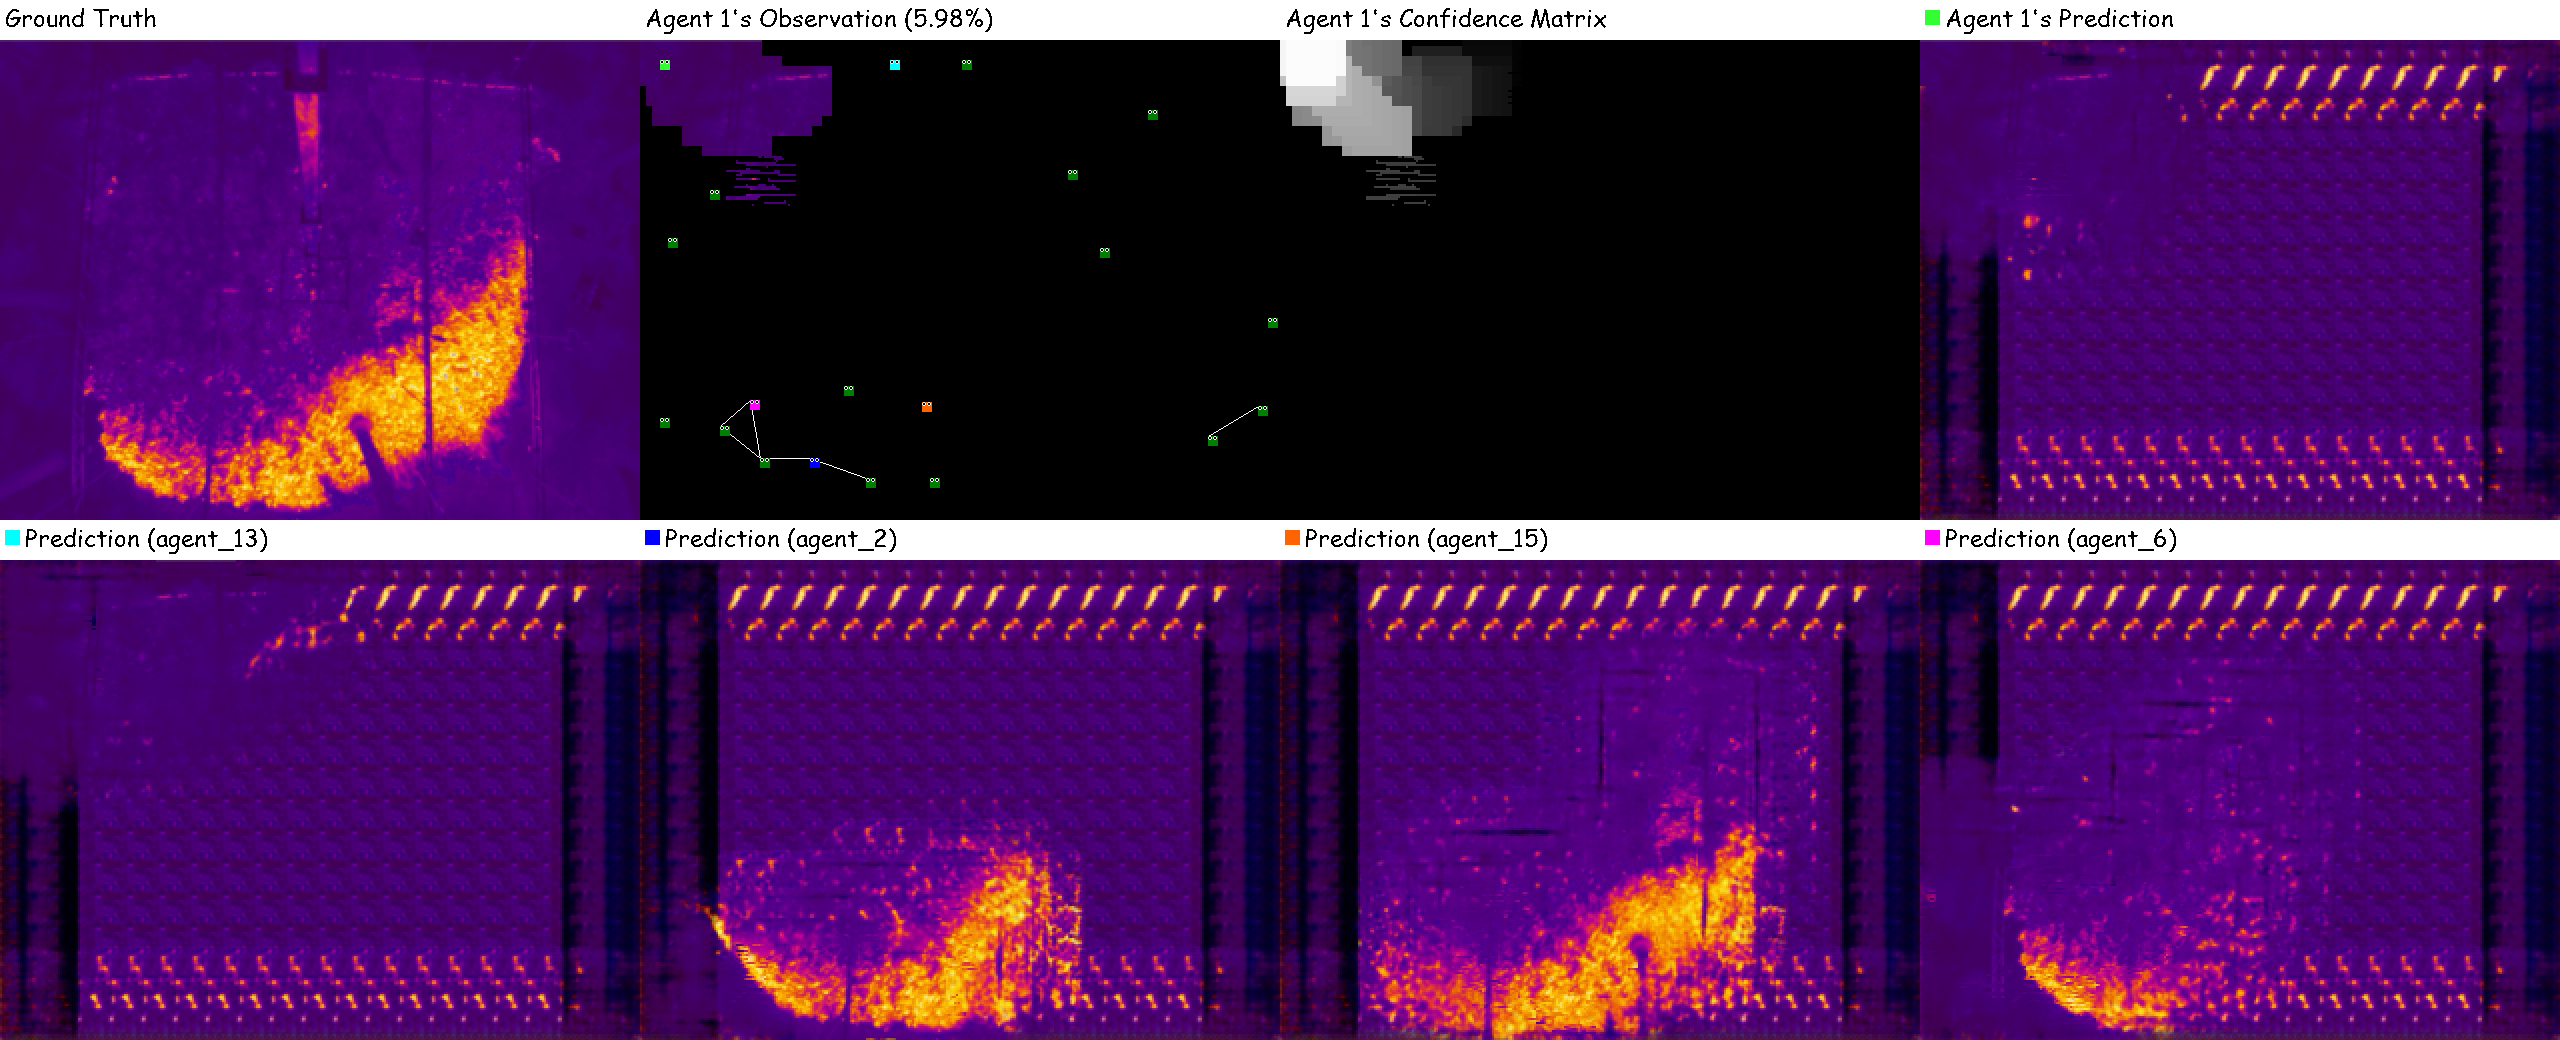 Ground Truth
Agent 1's Observation (5.98%)
Agent 1's Confidence Matrix
Agent 1's Prediction
Prediction (agent_13)
Prediction (agent_2)
Prediction (agent_15)
Prediction (agent_6)